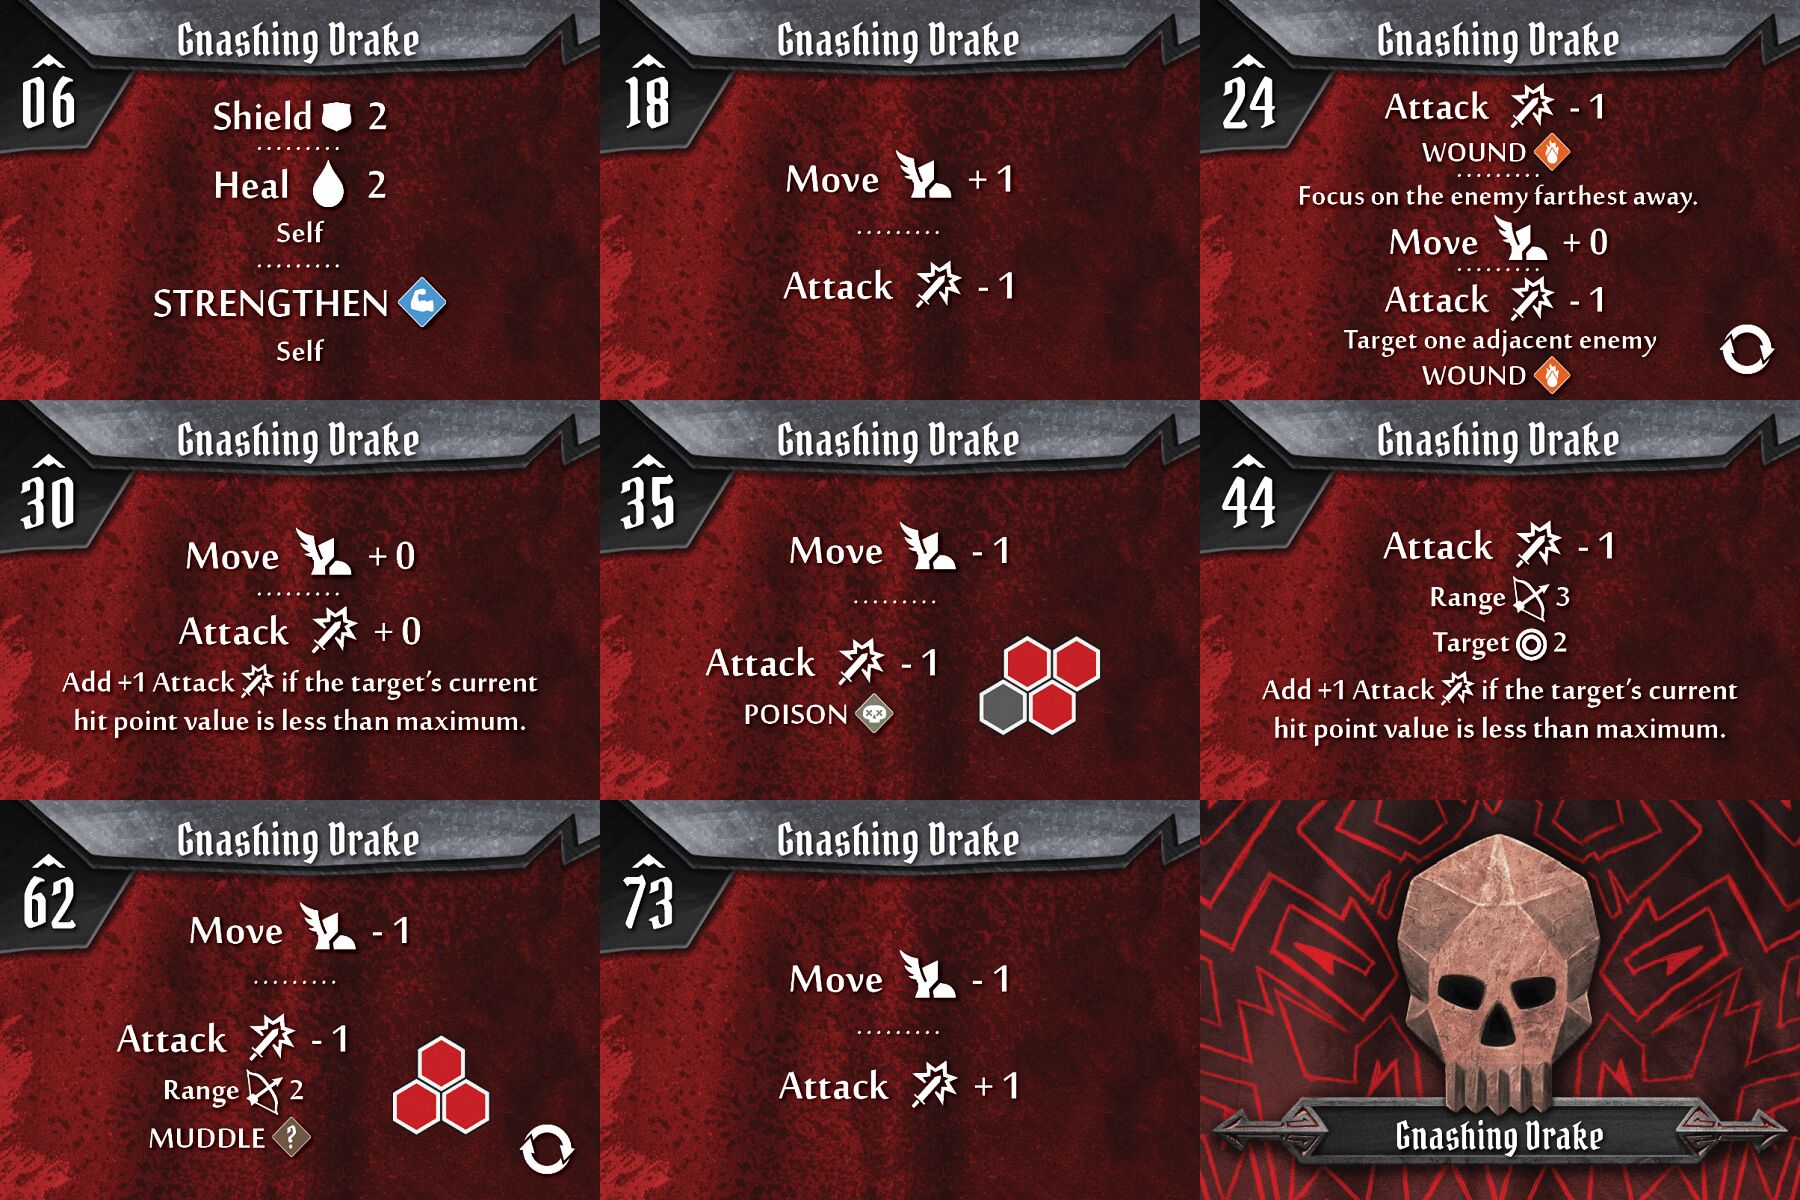 Gnashing Drake
06
Shield 2
Heal 2
Self
STRENGTHEN
Self
Gnashing Drake
18
Move + 1
Attack - 1
Gnashing Drake
24
Attack - 1
WOUND
Focus on the enemy farthest away.
Move + 0
Attack - 1
Target one adjacent enemy
WOUND
Gnashing Drake
30
Move + 0
Attack + 0
Add +1 Attack if the target's current
hit point value is less than maximum.
Gnashing Drake
35
Move - 1
Attack - 1
POISON
Gnashing Drake
44
Attack - 1
Range 3
Target 2
Add +1 Attack if the target's current
hit point value is less than maximum.
Gnashing Drake
62
Move - 1
Attack - 1
Range 2
MUDDLE ?
Gnashing Drake
73
Move - 1
Attack + 1
Gnashing Drake